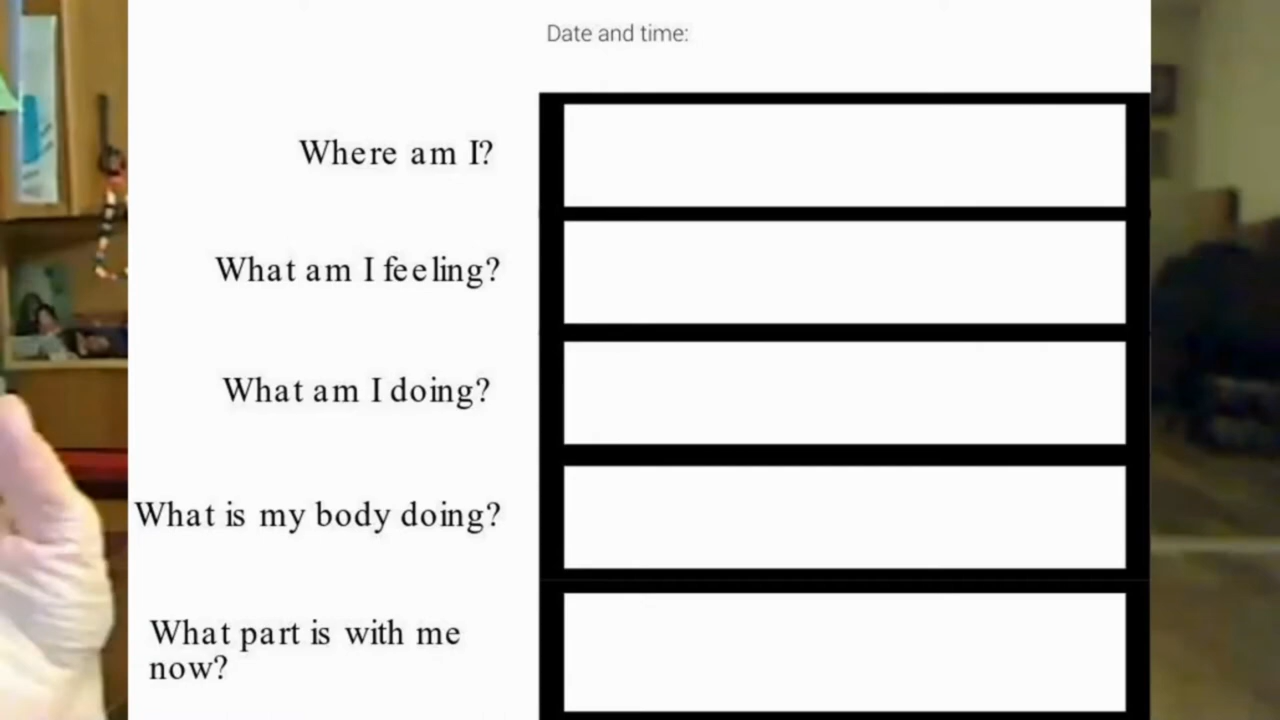 Date and time:
Where am I?
What am I feeling?
What am I doing?
What is my body doing?
What part is with me
now?